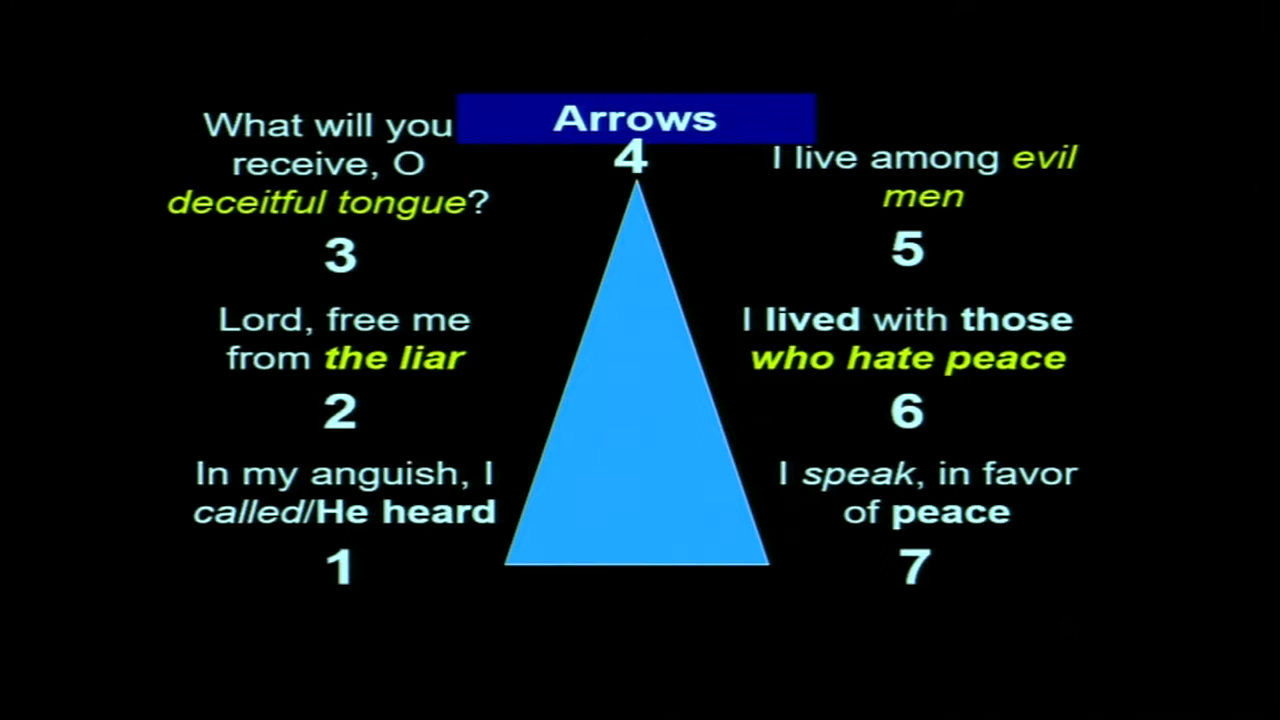 What will you
receive, O
deceitful tongue?
3
Lord, free me
from the liar
2
In my anguish, I
called/He heard
1
Arrows
4
I live among evil
men
5
I lived with those
who hate peace
6
I speak, in favor
of peace
7